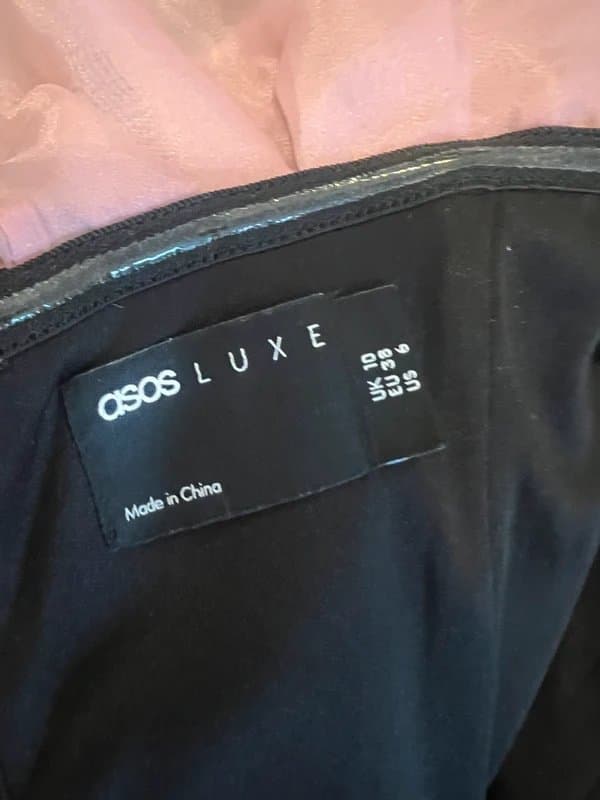 asos LUXE
UK 10
EU 38
US 6
Made in China